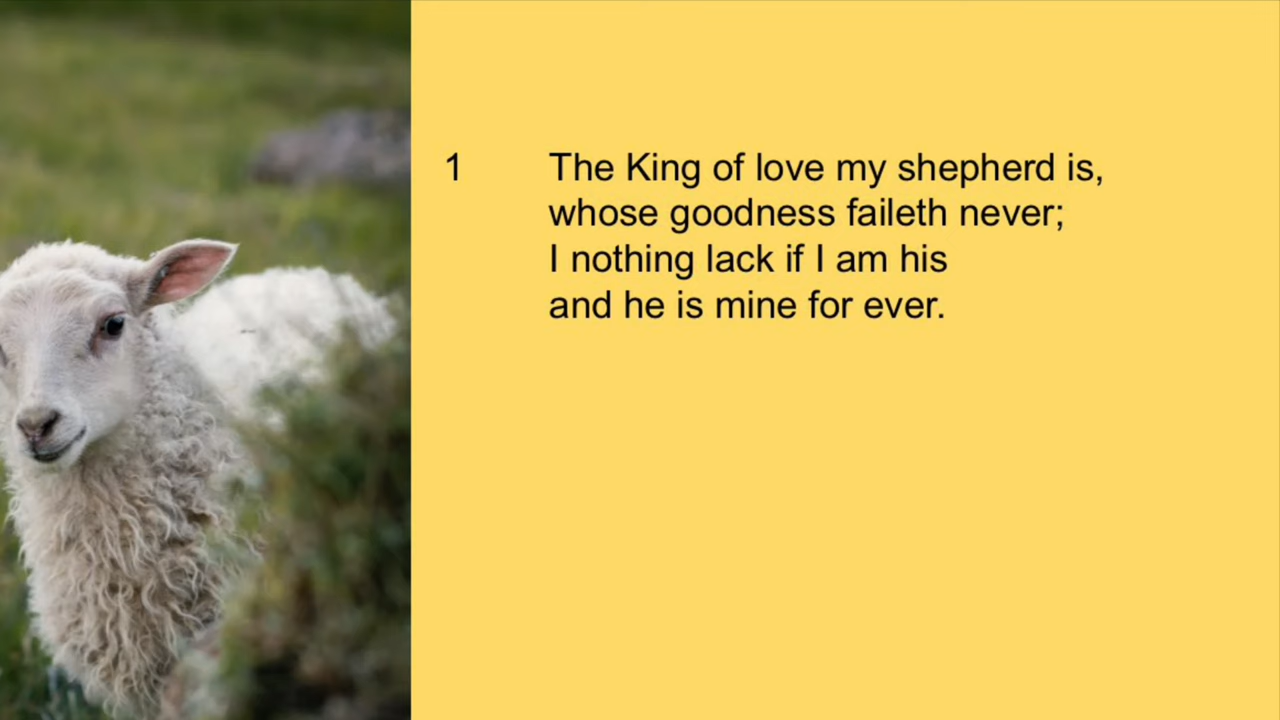 1 The King of love my shepherd is,
whose goodness faileth never;
I nothing lack if I am his
and he is mine for ever.